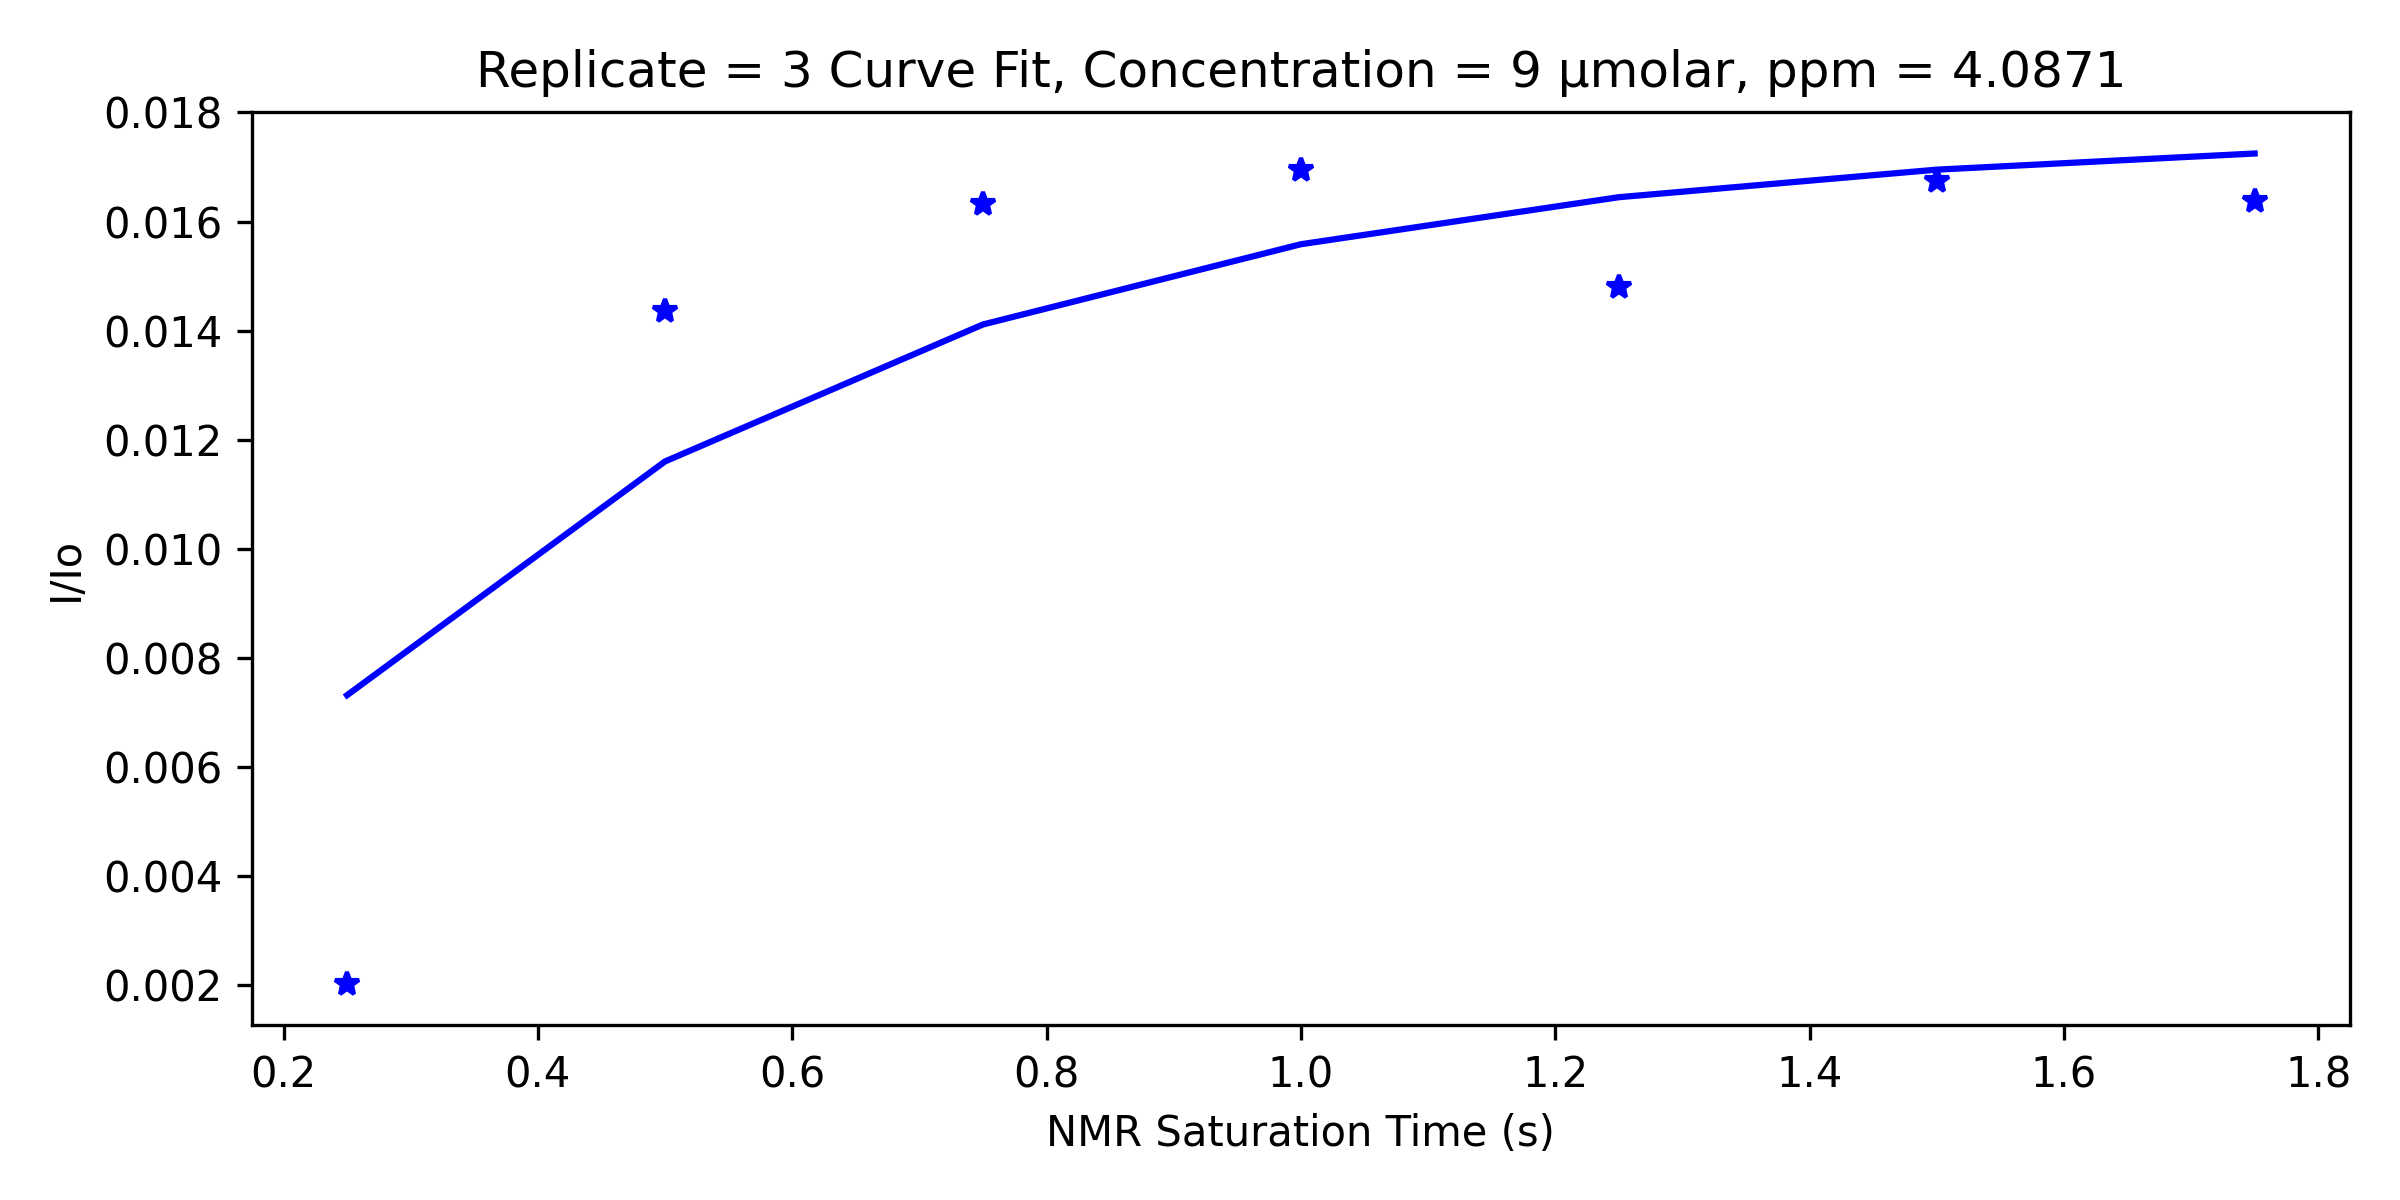 Replicate = 3 Curve Fit, Concentration = 9 µmolar, ppm = 4.0871
0.018
0.016
0.014
0.012
0.010
0.008
0.006
0.004
0.002
I/Io
0.2 0.4 0.6 0.8 1.0 1.2 1.4 1.6 1.8
NMR Saturation Time (s)